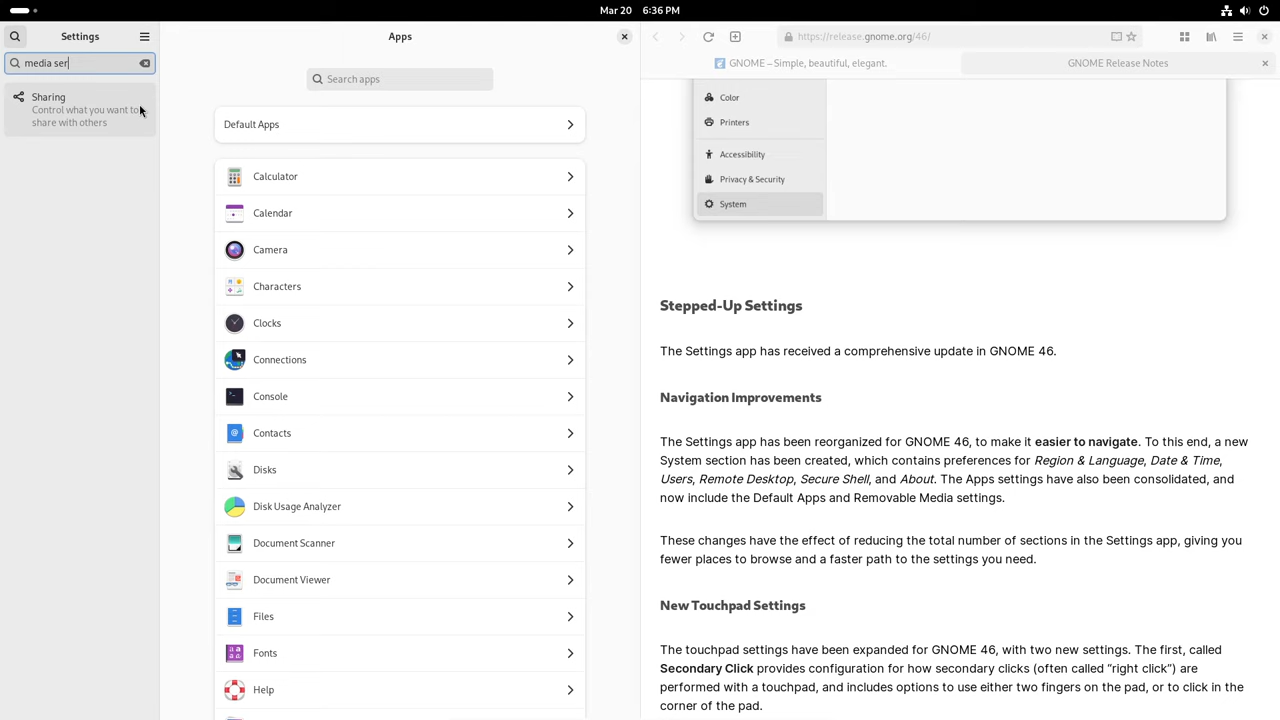 Mar 20 6:36 PM
Settings
media ser
Sharing
Control what you want to
share with others
Apps
Search apps
Default Apps
Calculator
Calendar
Camera
Characters
Clocks
Connections
Console
Contacts
Disks
Disk Usage Analyzer
Document Scanner
Document Viewer
Files
Fonts
Help
https://release.gnome.org/46/
GNOME – Simple, beautiful, elegant.
GNOME Release Notes
Color
Printers
Accessibility
Privacy & Security
System
Stepped-Up Settings
The Settings app has received a comprehensive update in GNOME 46.
Navigation Improvements
The Settings app has been reorganized for GNOME 46, to make it easier to navigate. To this end, a new
System section has been created, which contains preferences for Region & Language, Date & Time,
Users, Remote Desktop, Secure Shell, and About. The Apps settings have also been consolidated, and
now include the Default Apps and Removable Media settings.
These changes have the effect of reducing the total number of sections in the Settings app, giving you
fewer places to browse and a faster path to the settings you need.
New Touchpad Settings
The touchpad settings have been expanded for GNOME 46, with two new settings. The first, called
Secondary Click provides configuration for how secondary clicks (often called “right click”) are
performed with a touchpad, and includes options to use either two fingers on the pad, or to click in the
corner of the pad.